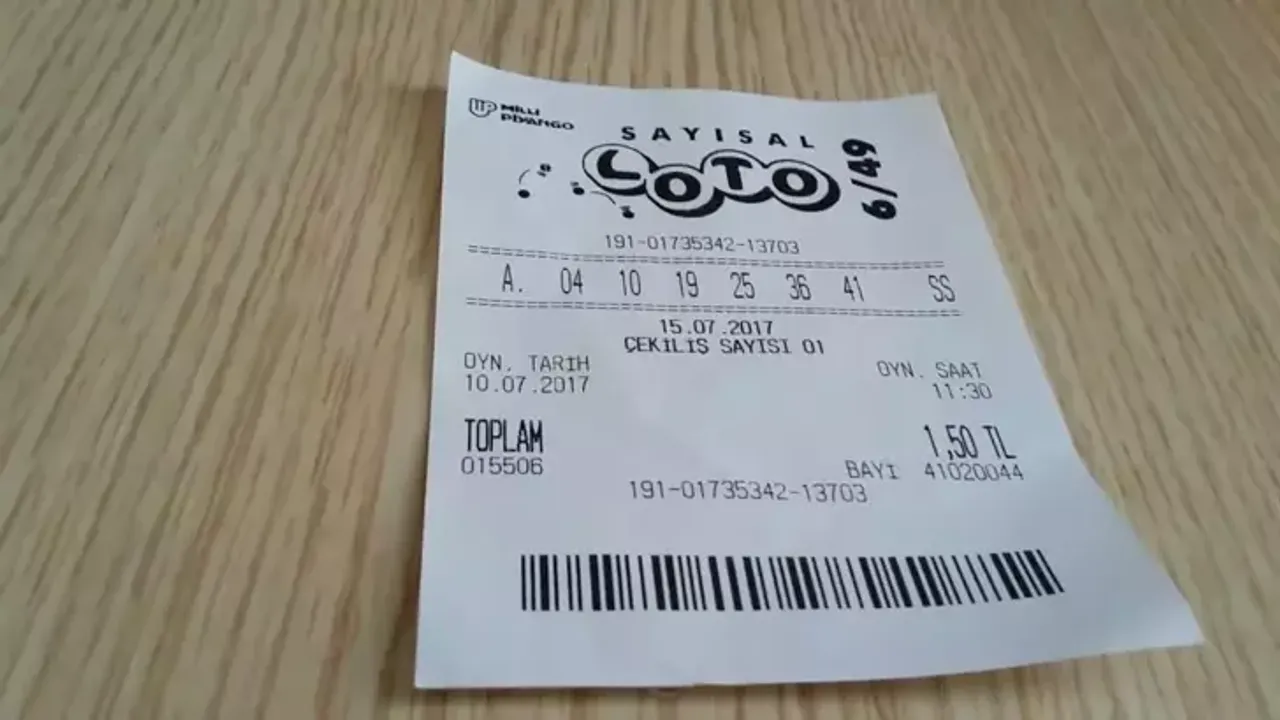 MİLLİ
PİYANGO
SAYISAL
LOTO
6/49
191-01735342-13703
A. 04 10 19 25 36 41 SS
15.07.2017
ÇEKİLİŞ SAYISI 01
OYN. TARİH OYN. SAAT
10.07.2017 11:30
TOPLAM 1,50 TL
015506 BAYİ 41020044
191-01735342-13703